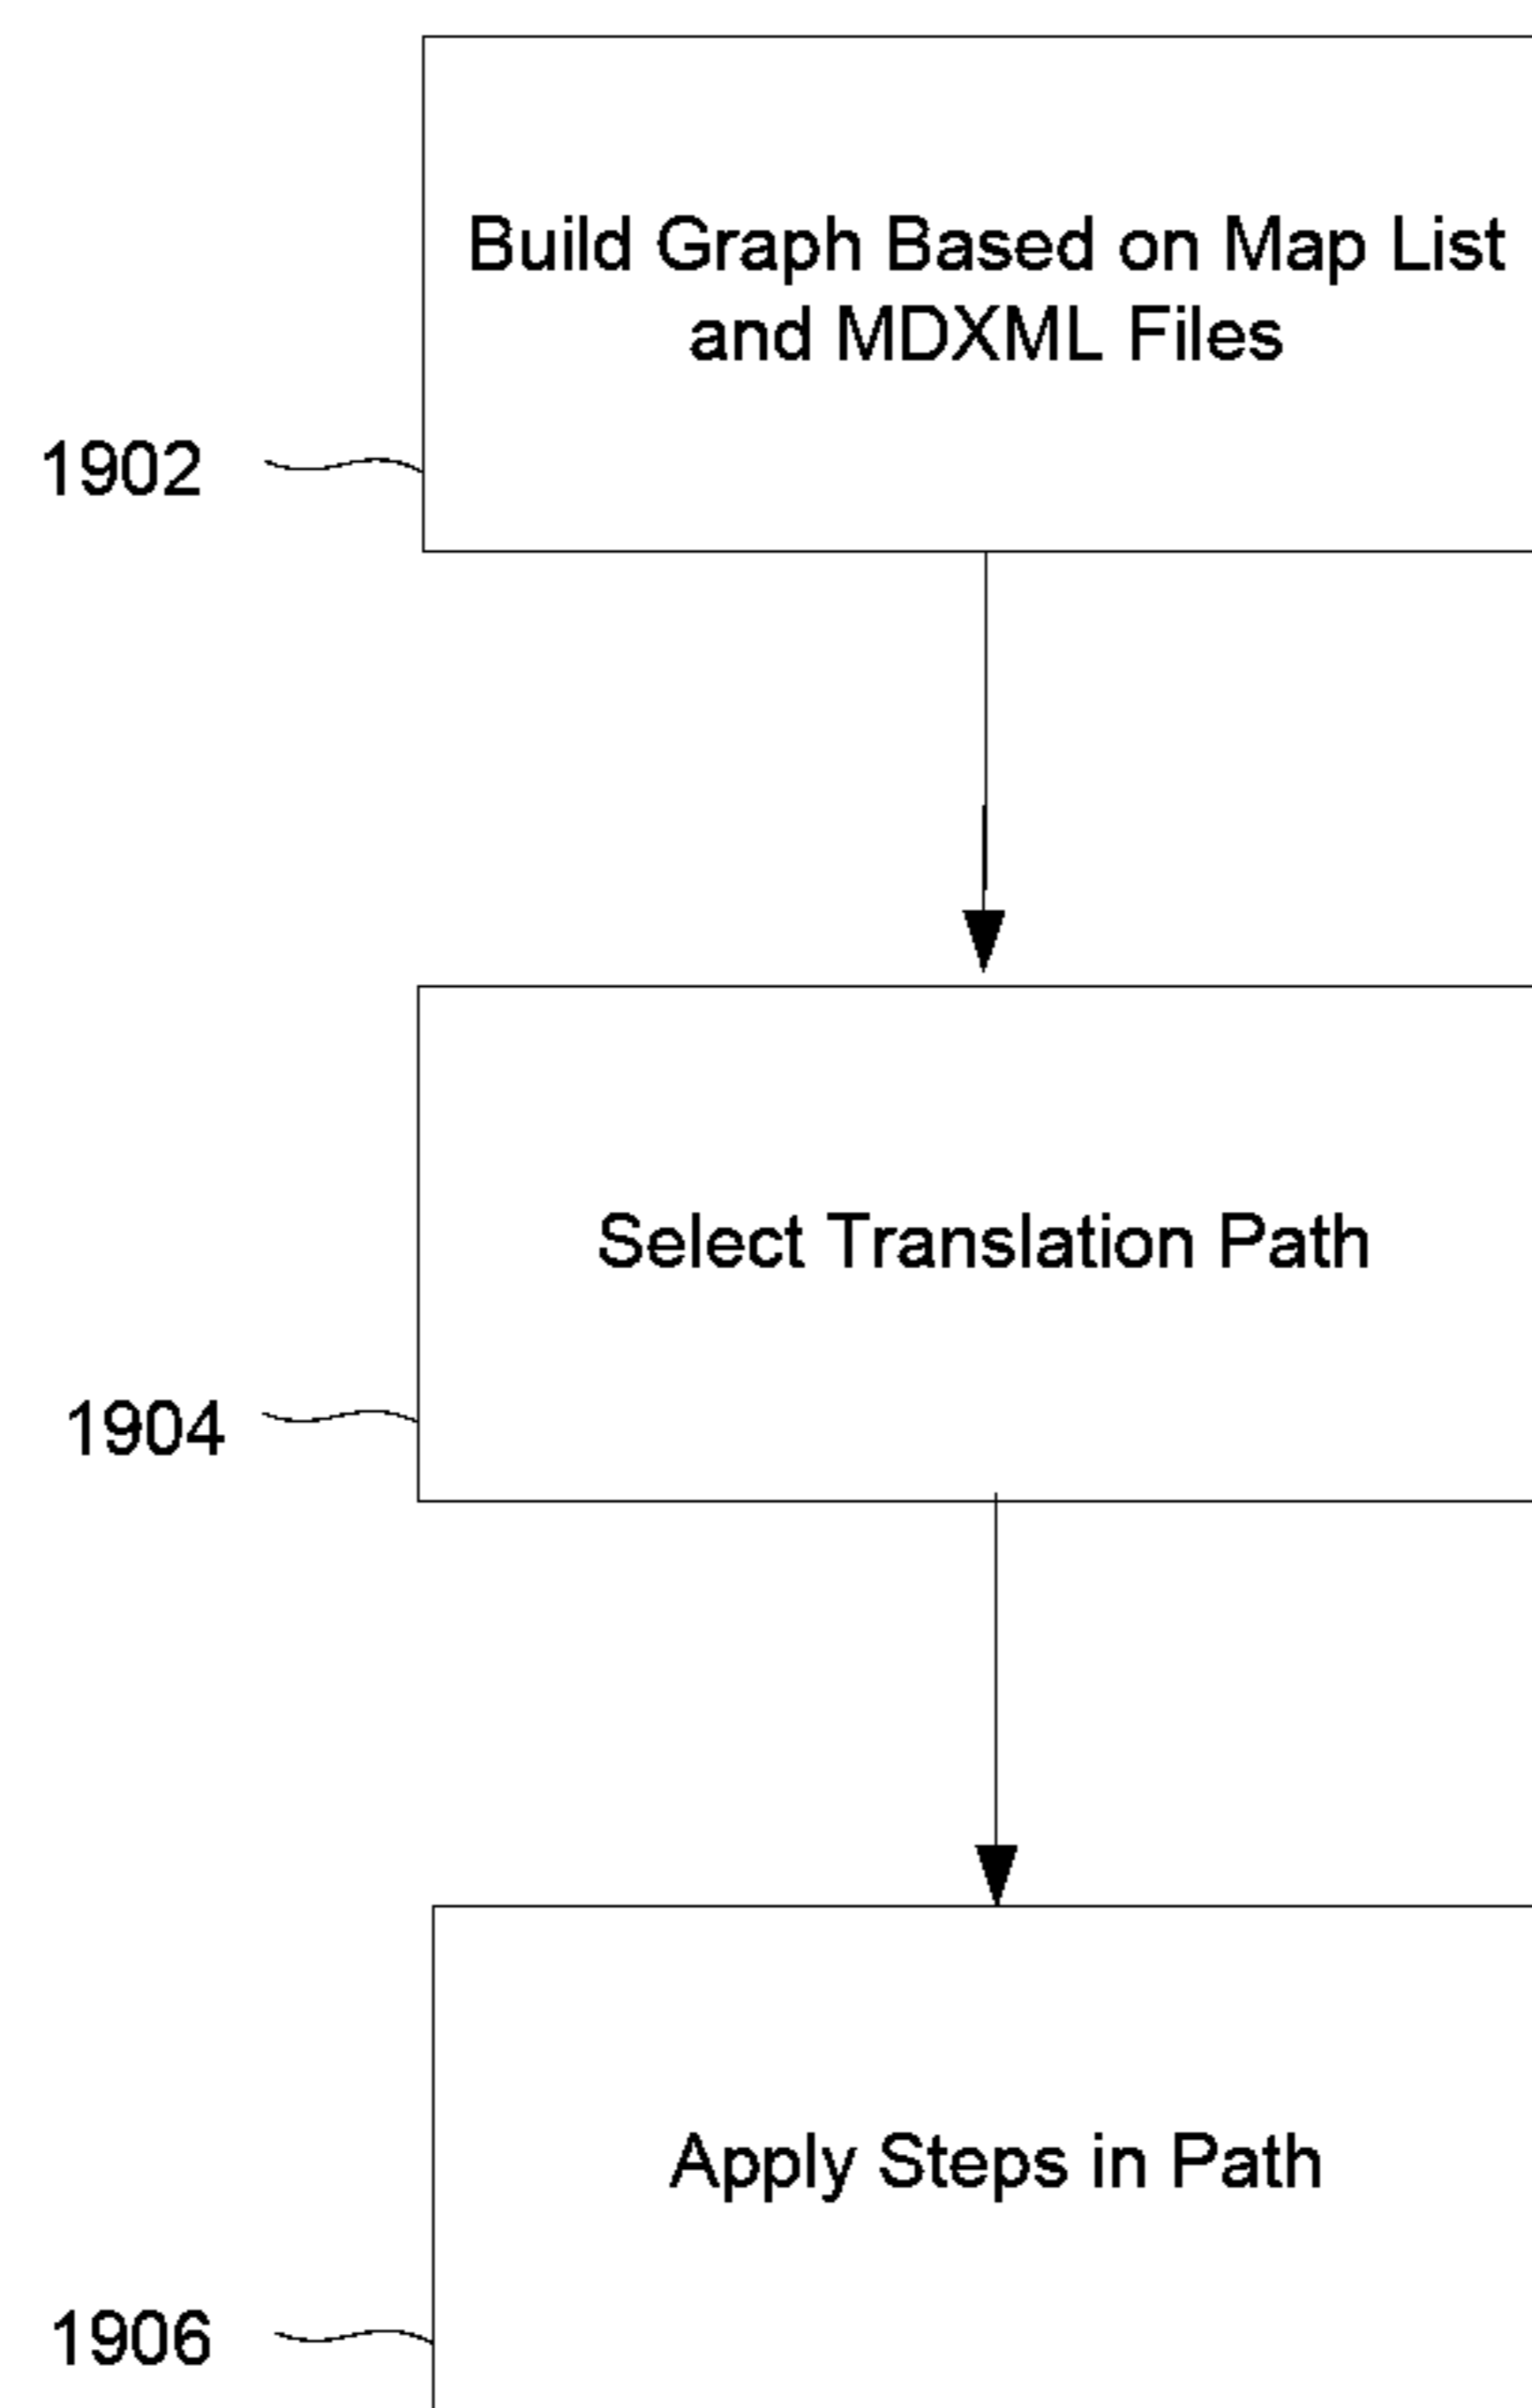 Build Graph Based on Map List
and MDXML Files
1902
Select Translation Path
1904
Apply Steps in Path
1906